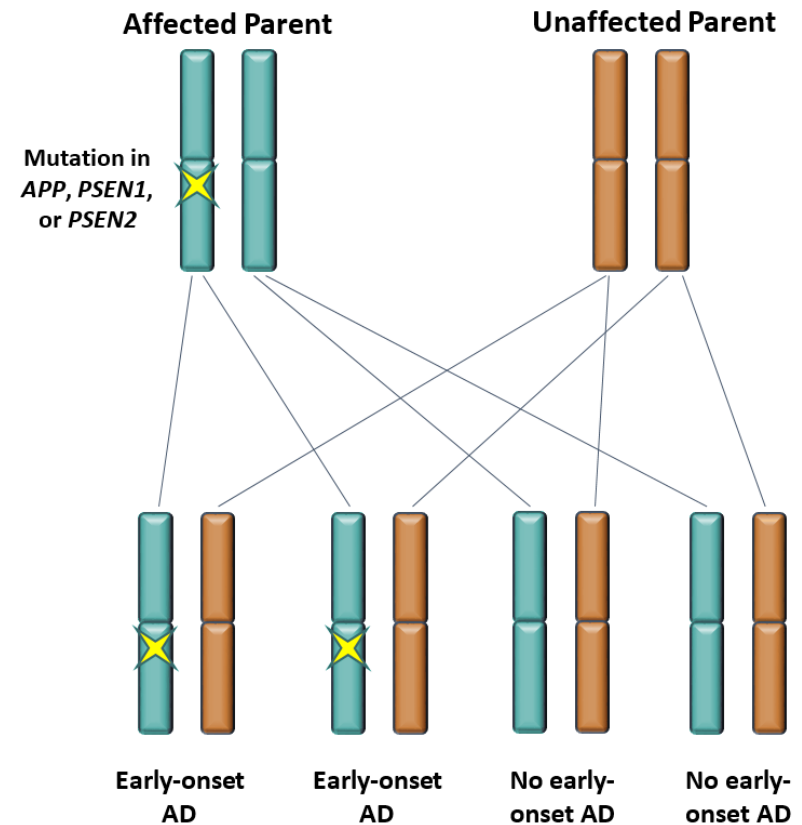 Affected Parent
Unaffected Parent
Mutation in
APP, PSEN1,
or PSEN2
Early-onset
AD
Early-onset
AD
No early-
onset AD
No early-
onset AD